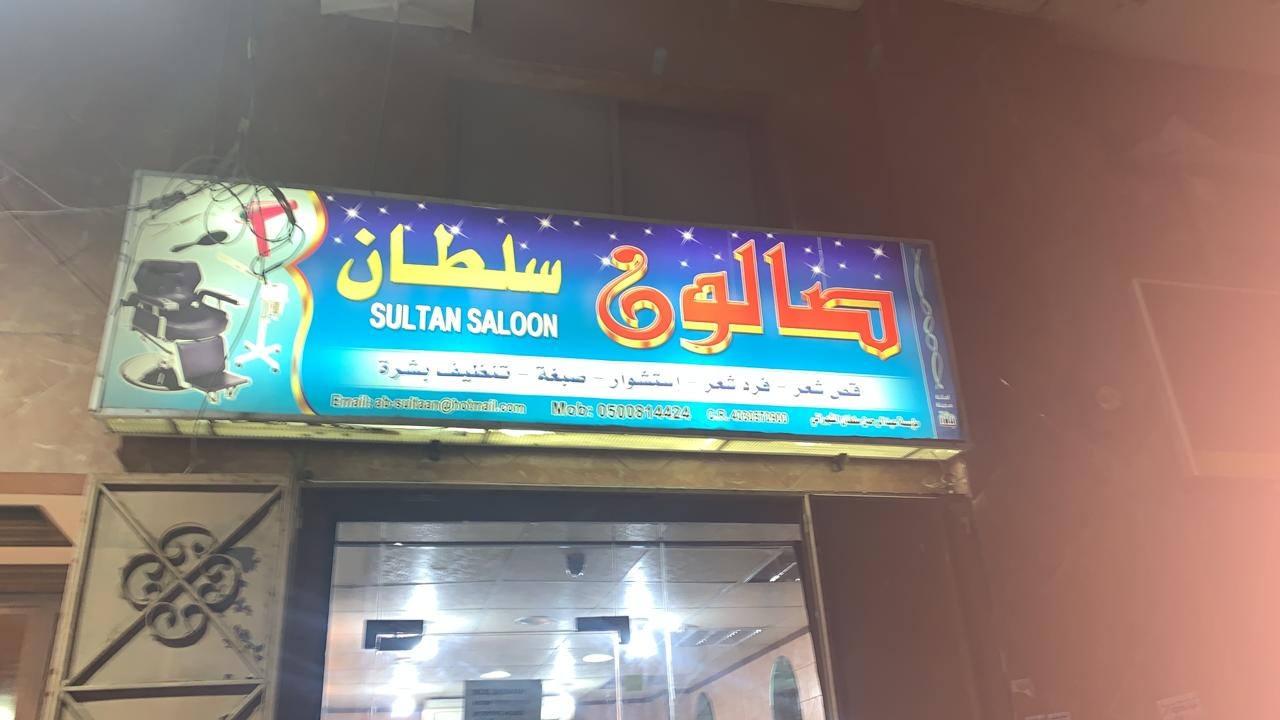 صالون سلطان
SULTAN SALOON
قص شعر - فرد شعر - استشوار - صبغة - تنظيف بشرة
Email: ab-sultaan@hotmail.com Mob: 0500814424 C.R.